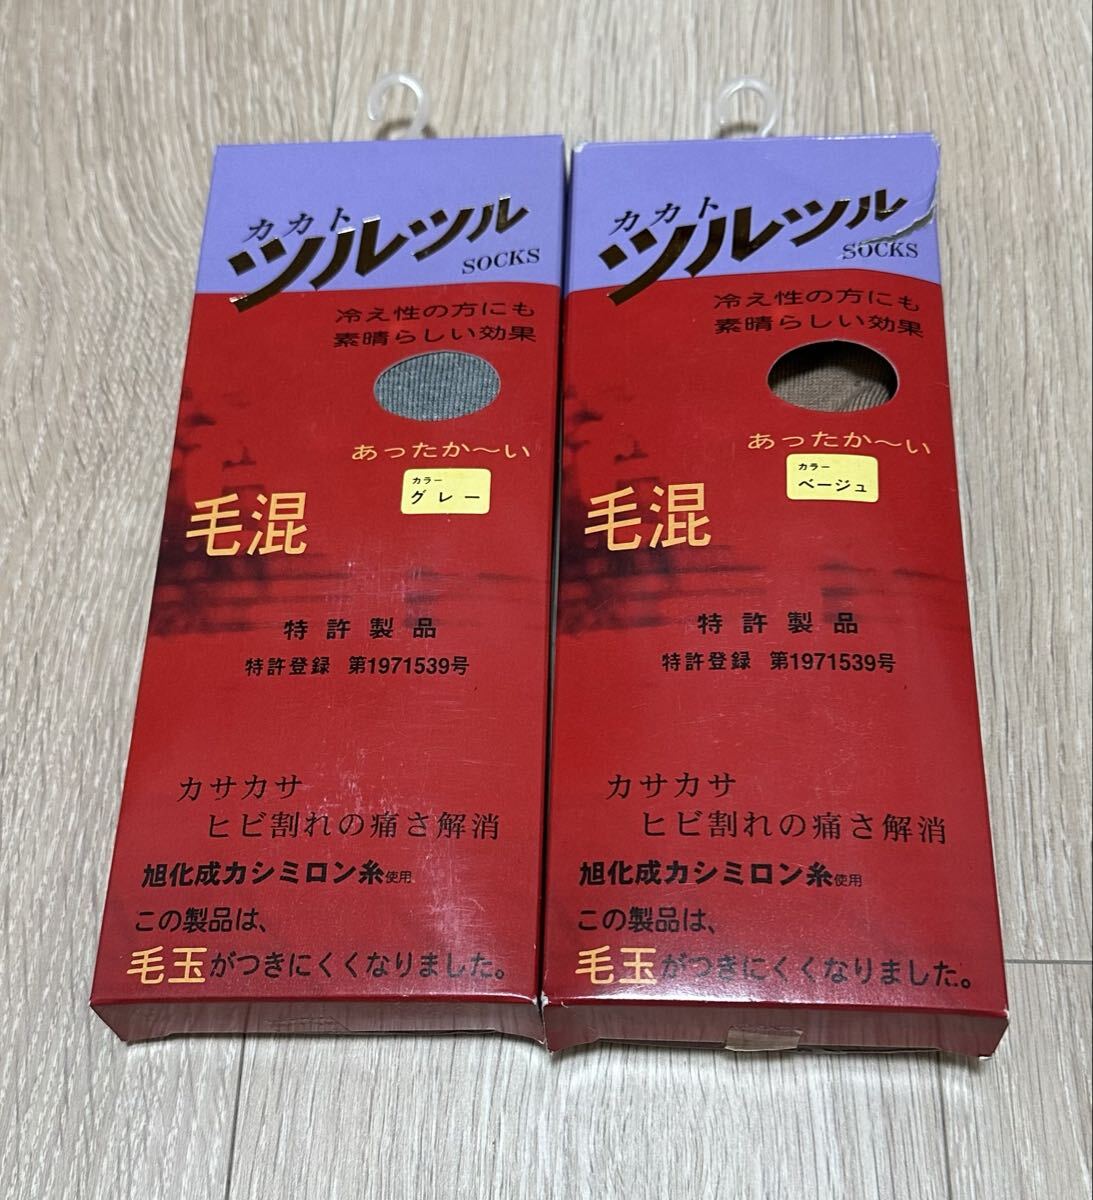 カカト
ツルツル
SOCKS
冷え性の方にも
素晴らしい効果
あったか〜い
カラー
グレー
毛混
特許製品
特許登録 第1971539号
カサカサ
ヒビ割れの痛さ解消
旭化成カシミロン糸使用
この製品は、
毛玉がつきにくくなりました。
カカト
ツルツル
SOCKS
冷え性の方にも
素晴らしい効果
あったか〜い
カラー
ベージュ
毛混
特許製品
特許登録 第1971539号
カサカサ
ヒビ割れの痛さ解消
旭化成カシミロン糸使用
この製品は、
毛玉がつきにくくなりました。